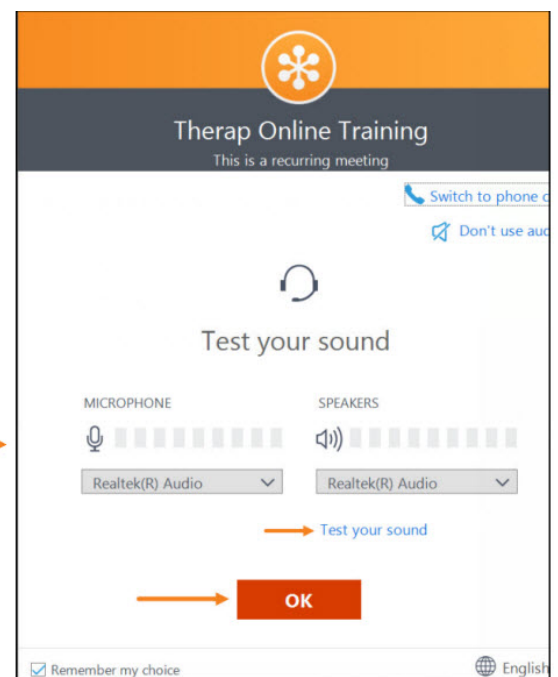 Therap Online Training
This is a recurring meeting
Switch to phone
Don't use
Test your sound
MICROPHONE SPEAKERS
Realtek(R) Audio Realtek(R) Audio
Test your sound
OK
Remember my choice English